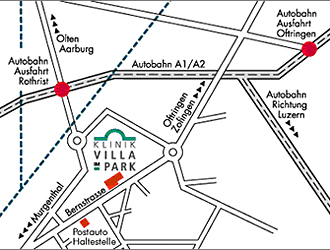 Olten
Aarburg
Autobahn
Ausfahrt
Oftringen
Autobahn
Ausfahrt
Rothrist
Autobahn A1/A2
Oftringen
Zofingen
Autobahn
Richtung
Luzern
KLINIK
VILLA
IM
PARK
Murgenthal
Bernstrasse
Postauto
-Haltestelle